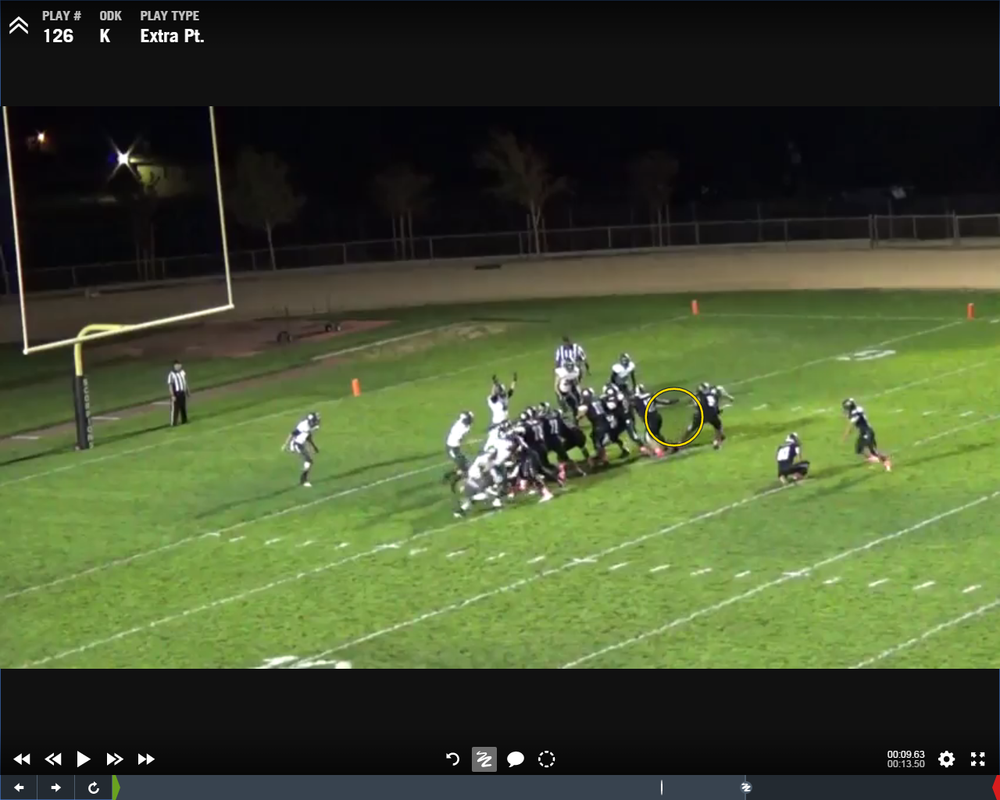 PLAY # ODK PLAY TYPE
126 K Extra Pt.
00:09.63
00:13.50